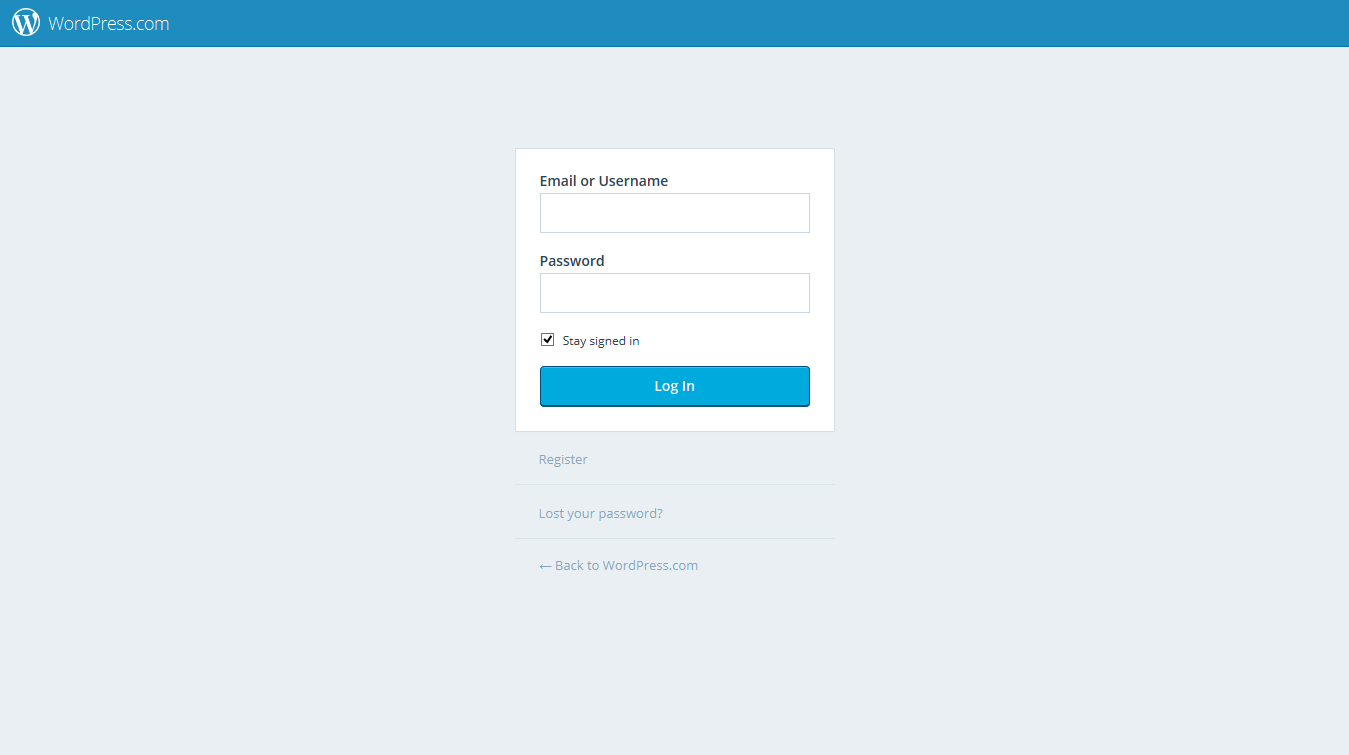 WordPress.com
Email or Username
Password
Stay signed in
Log In
Register
Lost your password?
← Back to WordPress.com